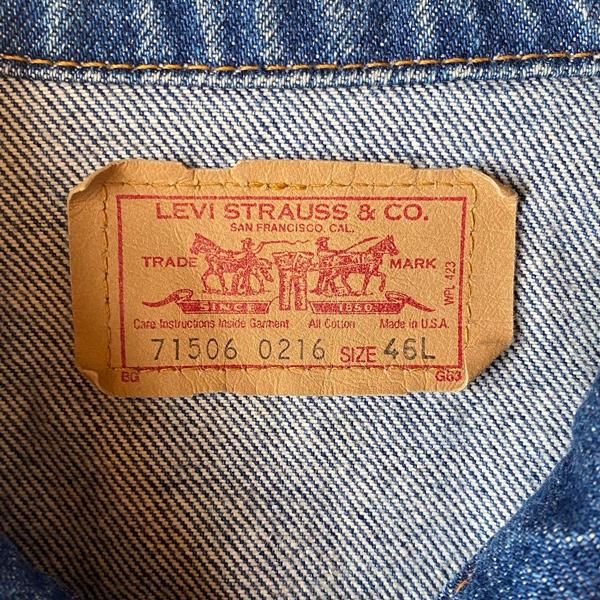 LEVI STRAUSS & CO.
SAN FRANCISCO, CAL.
TRADE MARK
WPL 423
SINCE 1850
Care Instructions Inside Garment All Cotton Made in U.S.A.
71506 0216 SIZE 46L
BG G63